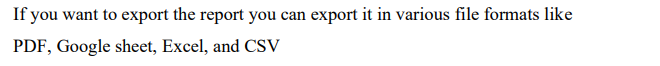 If you want to export the report you can export it in various file formats like
PDF, Google sheet, Excel, and CSV